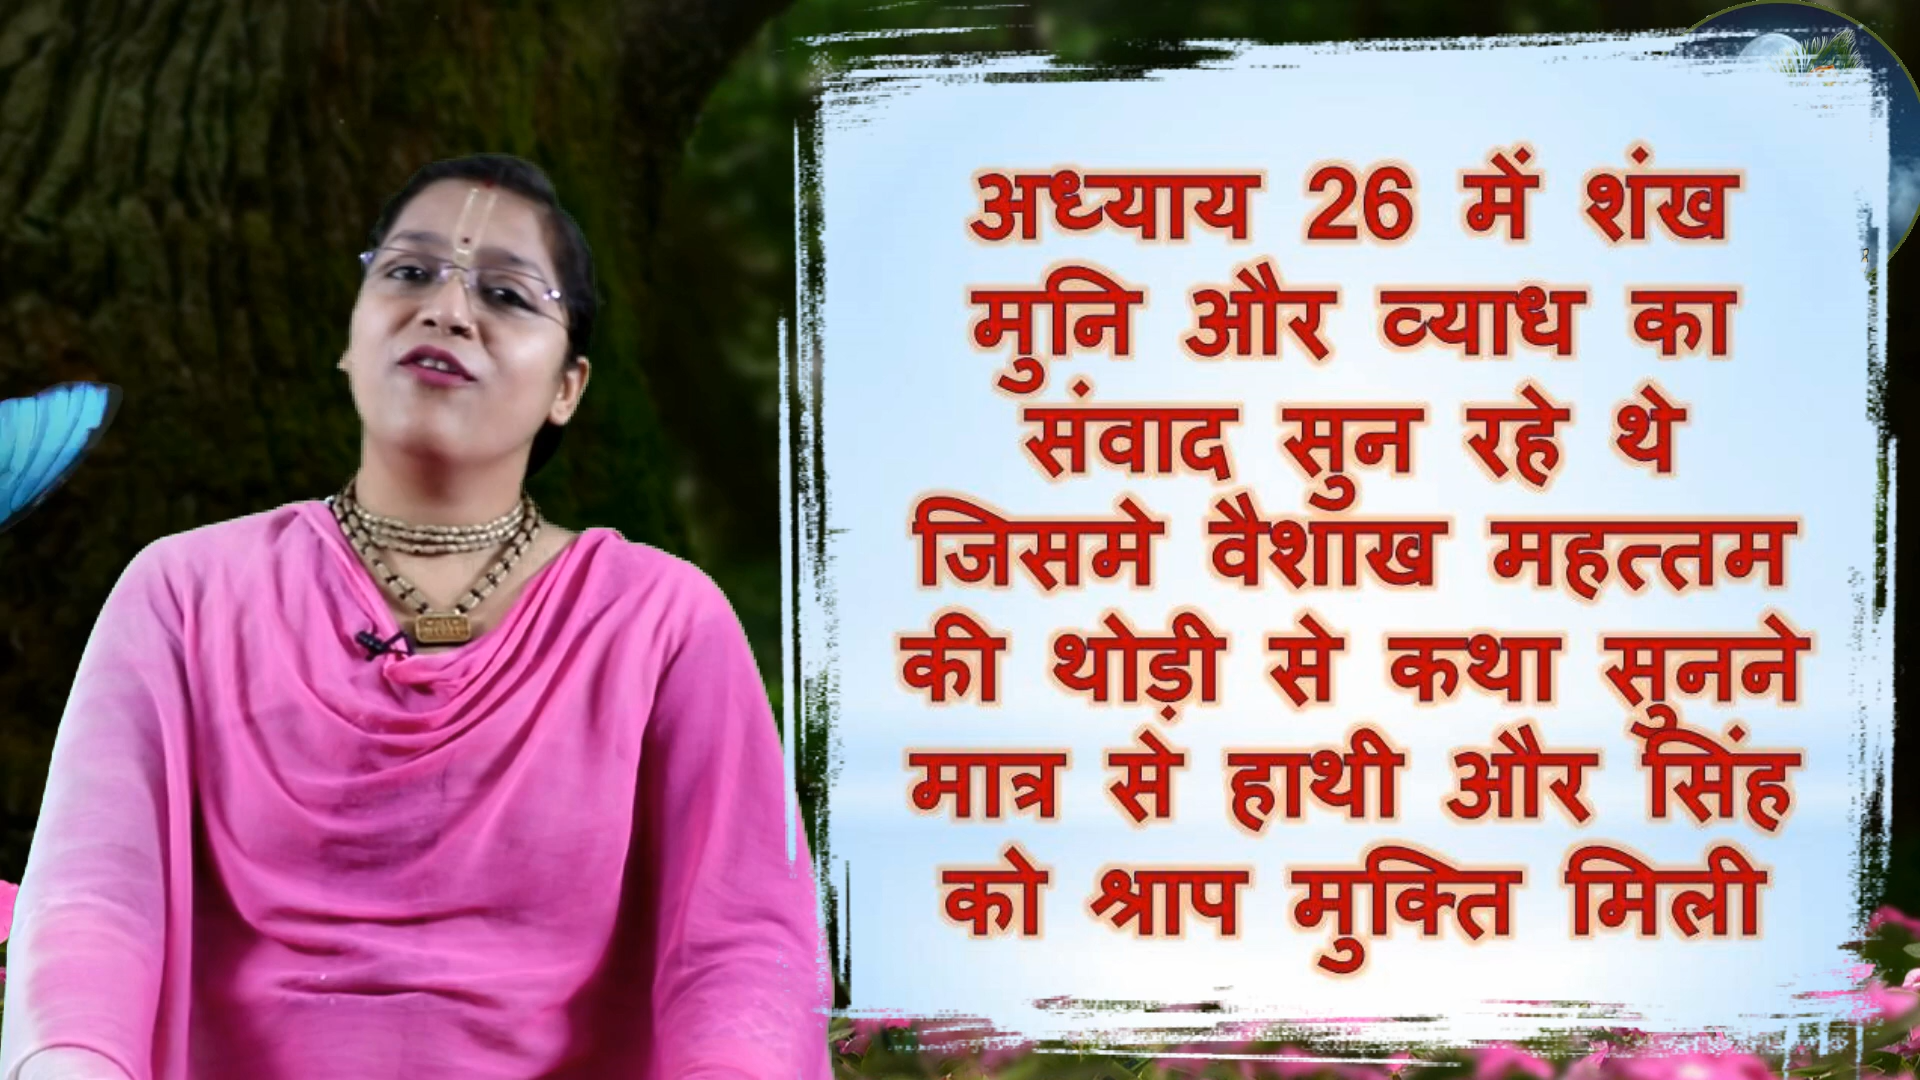 अध्याय 26 में शंख
मुनि और व्याध का
संवाद सुन रहे थे
जिसमे वैशाख महत्तम
की थोड़ी से कथा सुनने
मात्र से हाथी और सिंह
को श्राप मुक्ति मिली